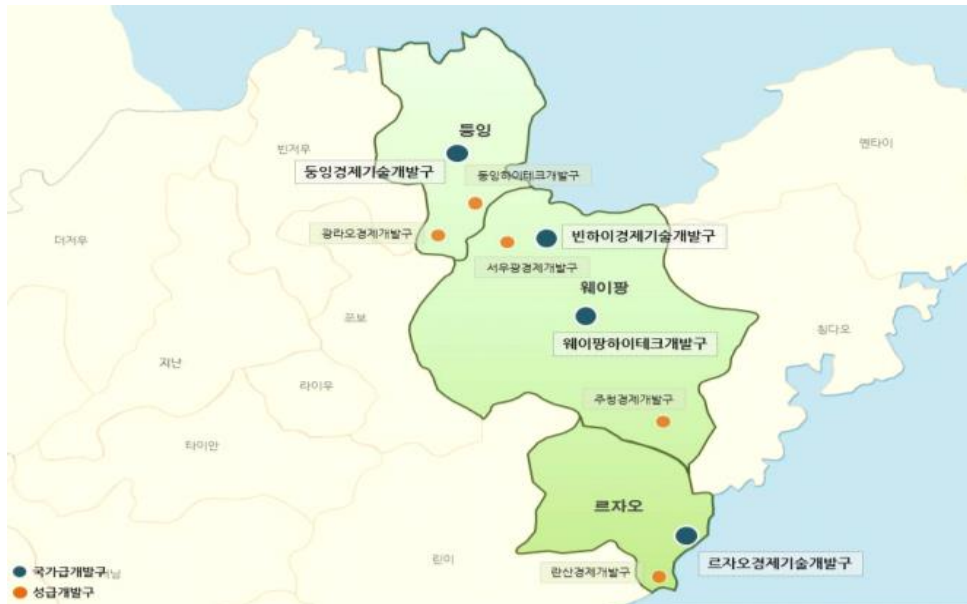 옌타이
둥잉
빈저우
둥잉경제기술개발구
둥잉하이테크개발구
광라오경제개발구
빈하이경제기술개발구
더저우
서우광경제개발구
웨이팡
쯔보
웨이팡하이테크개발구
칭다오
지난
라이우
주청경제개발구
타이안
르자오
린이
르자오경제기술개발구
란산경제개발구
국가급개발구
성급개발구